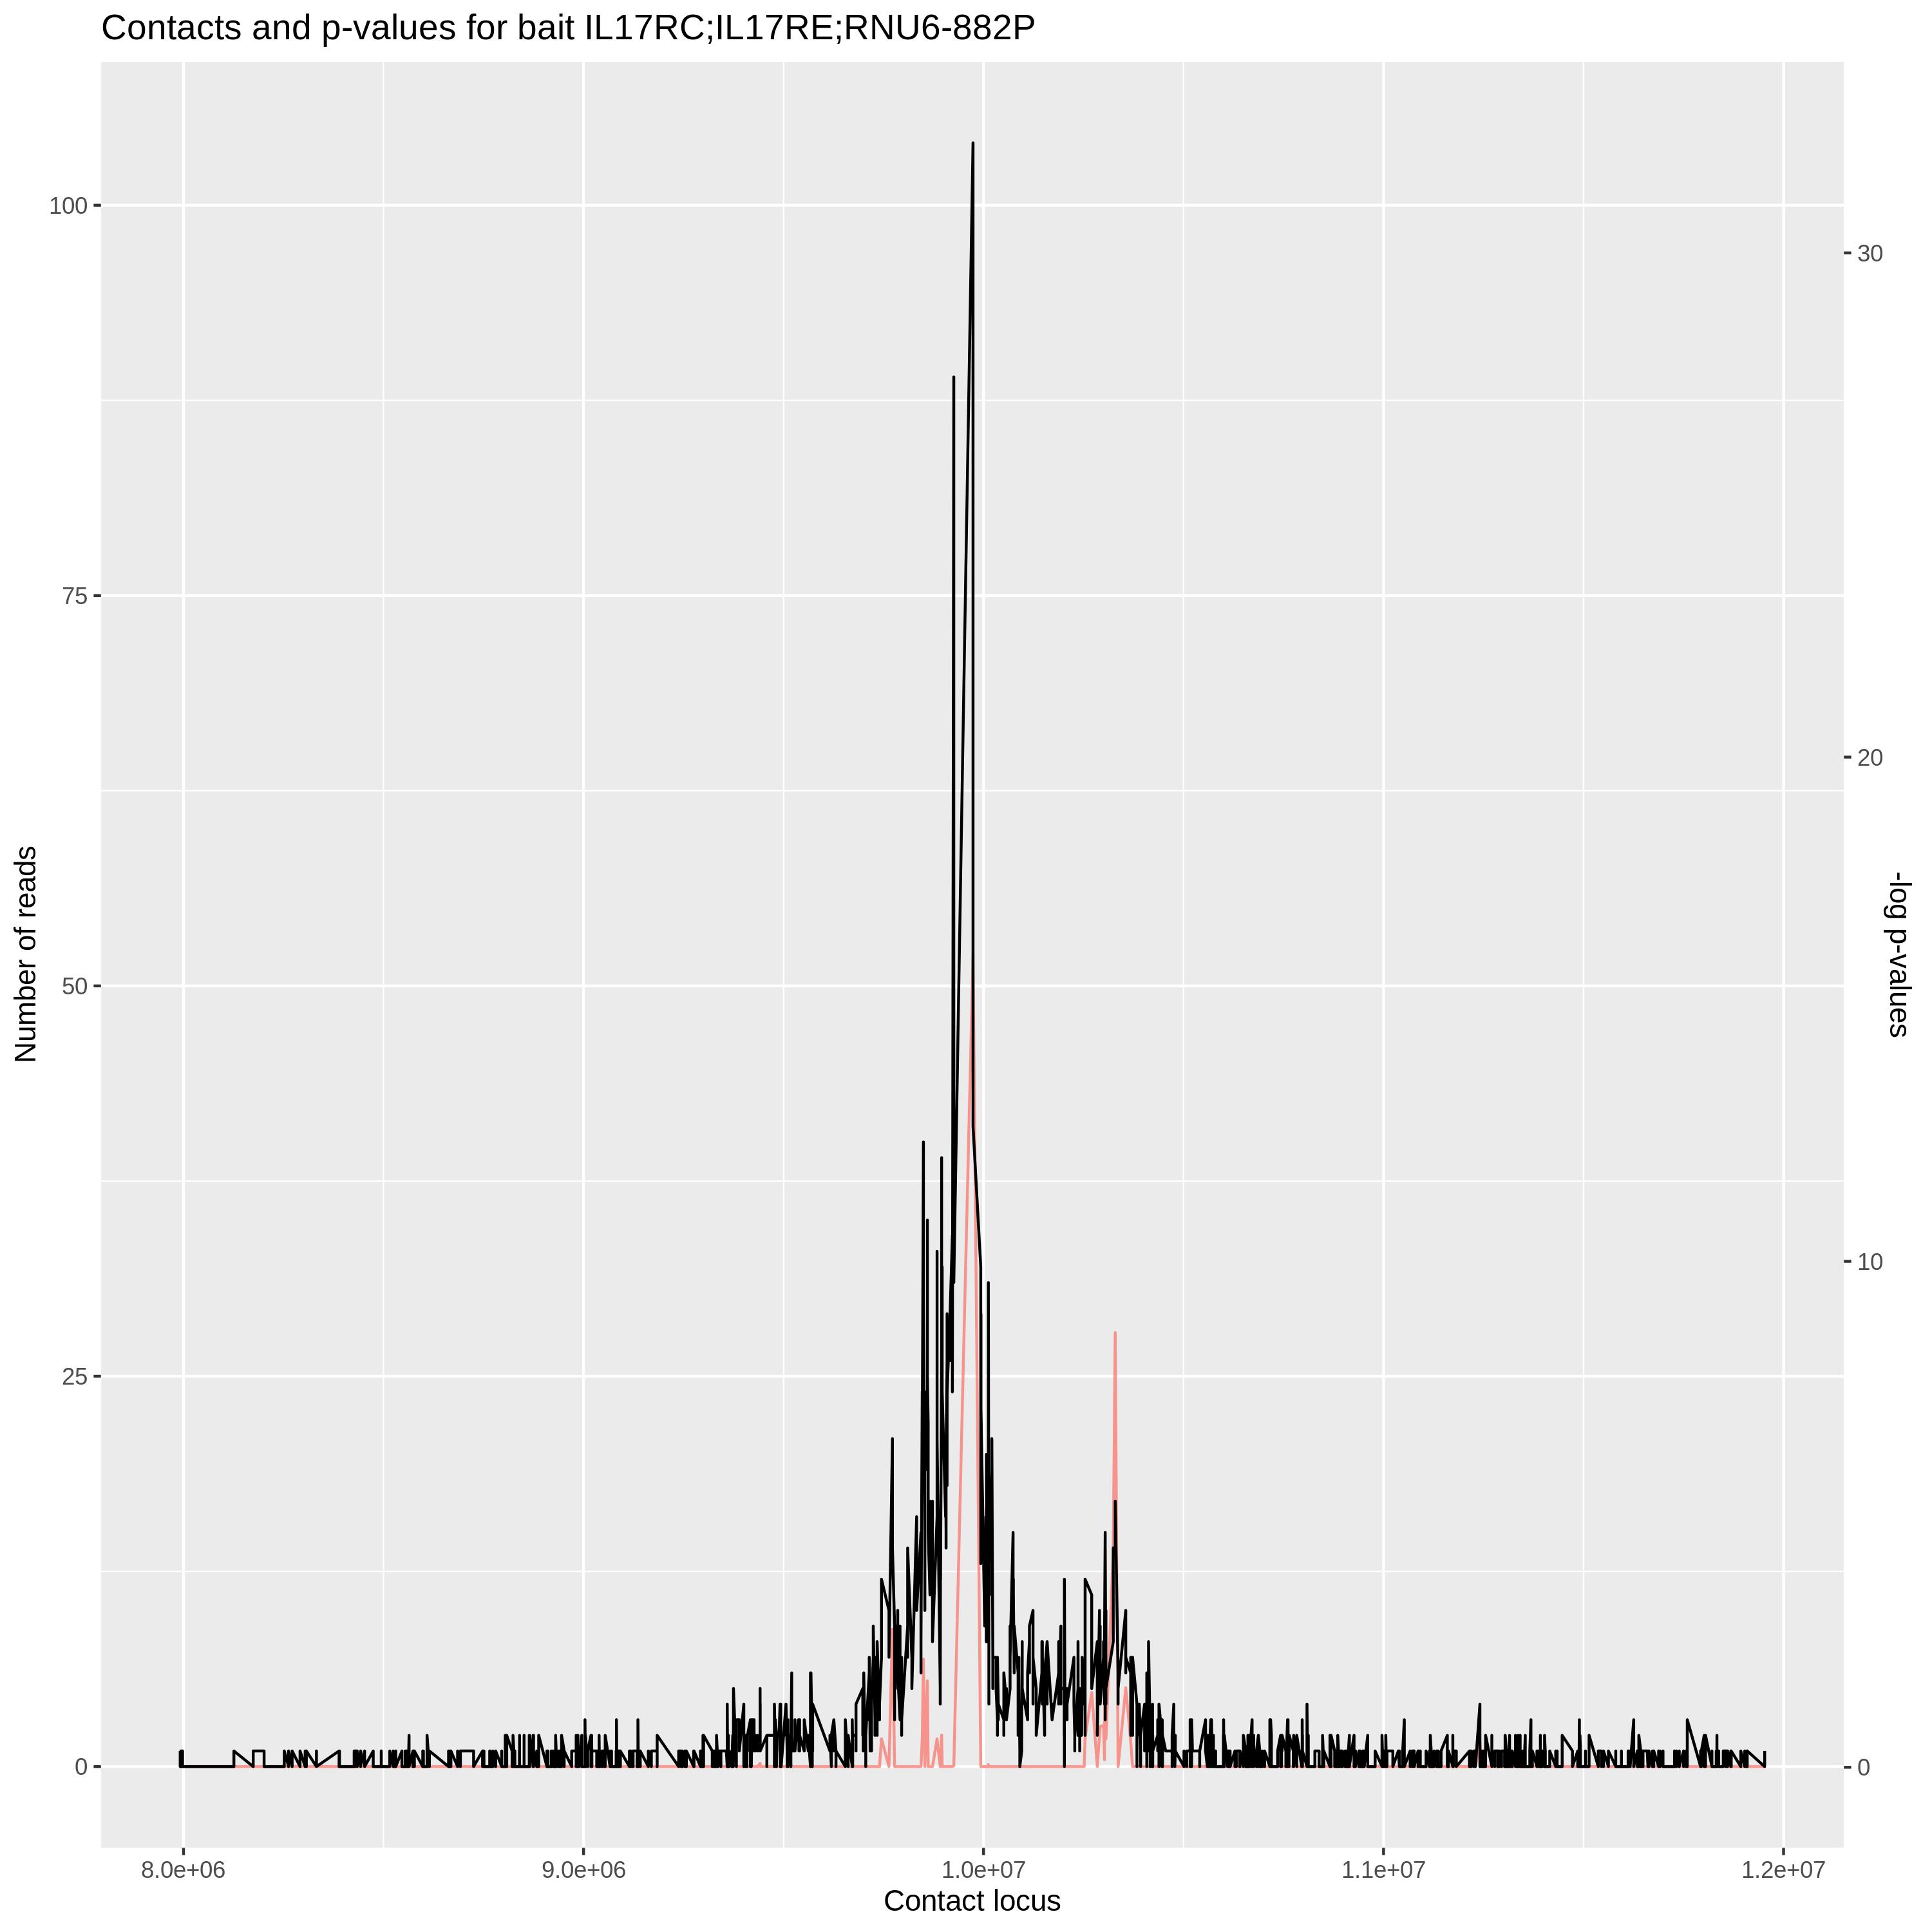 Contacts and p-values for bait IL17RC;IL17RE;RNU6-882P
100
75
50
25
0
Number of reads
30
20
10
0
-log p-values
8.0e+06 9.0e+06 1.0e+07 1.1e+07 1.2e+07
Contact locus